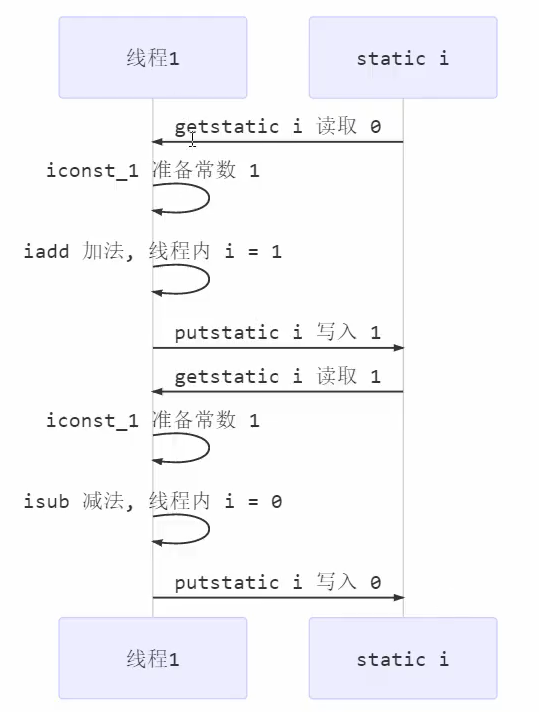 线程1
static i
getstatic i 读取 0
iconst_1 准备常数 1
iadd 加法, 线程内 i = 1
putstatic i 写入 1
getstatic i 读取 1
iconst_1 准备常数 1
isub 减法, 线程内 i = 0
putstatic i 写入 0
线程1
static i